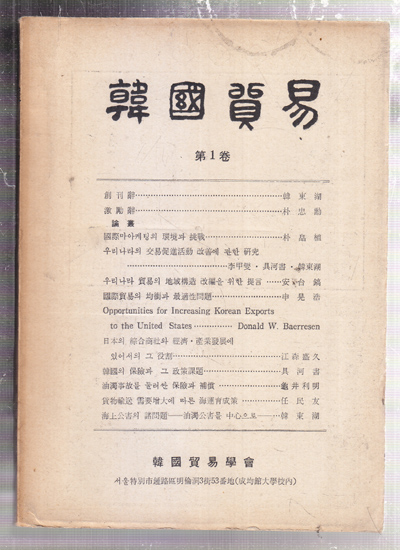 韓國貿易
第1卷
創刊辭 韓東湖
激勵辭 朴忠勳
論叢
國際마아케팅의 環境과 挑戰 朴
우리나라의 交易促進活動 改善에 관한 硏究
李甲燮・具河書・韓東湖
우리나라 貿易의 地域構造 改編을 위한 提言 安台鎬
國際貿易의 均衡과 最適性問題 申晃浩
Opportunities for Increasing Korean Exports
to the United States Donald W. Baerresen
日本의 綜合商社와 經濟・產業發展에
있어서의 그 役割 江森盛久
韓國의 保險과 그 政策課題 具河書
油濁事故를 둘러싼 保險과 補償 龜井利明
貨物輸送 需要增大에 따른 海運育成策 任民友
海上公害의 諸問題——油濁公害를 中心으로—— 韓東湖
韓國貿易學會
서울特別市鍾路區明倫洞3街53番地(成均館大學校內)